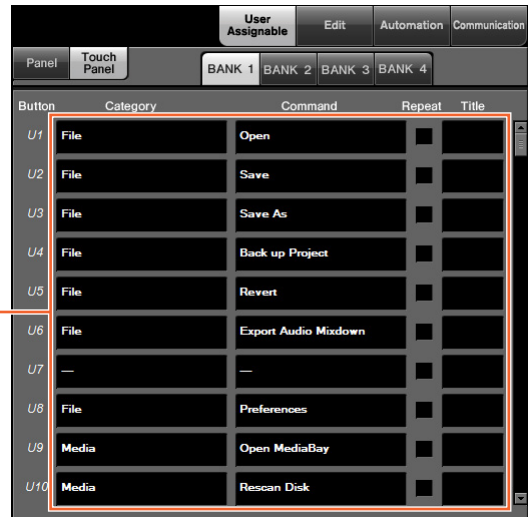 User Assignable Edit Automation Communication
Panel Touch Panel BANK 1 BANK 2 BANK 3 BANK 4
Button Category Command Repeat Title
U1 File Open
U2 File Save
U3 File Save As
U4 File Back up Project
U5 File Revert
U6 File Export Audio Mixdown
U7 — —
U8 File Preferences
U9 Media Open MediaBay
U10 Media Rescan Disk